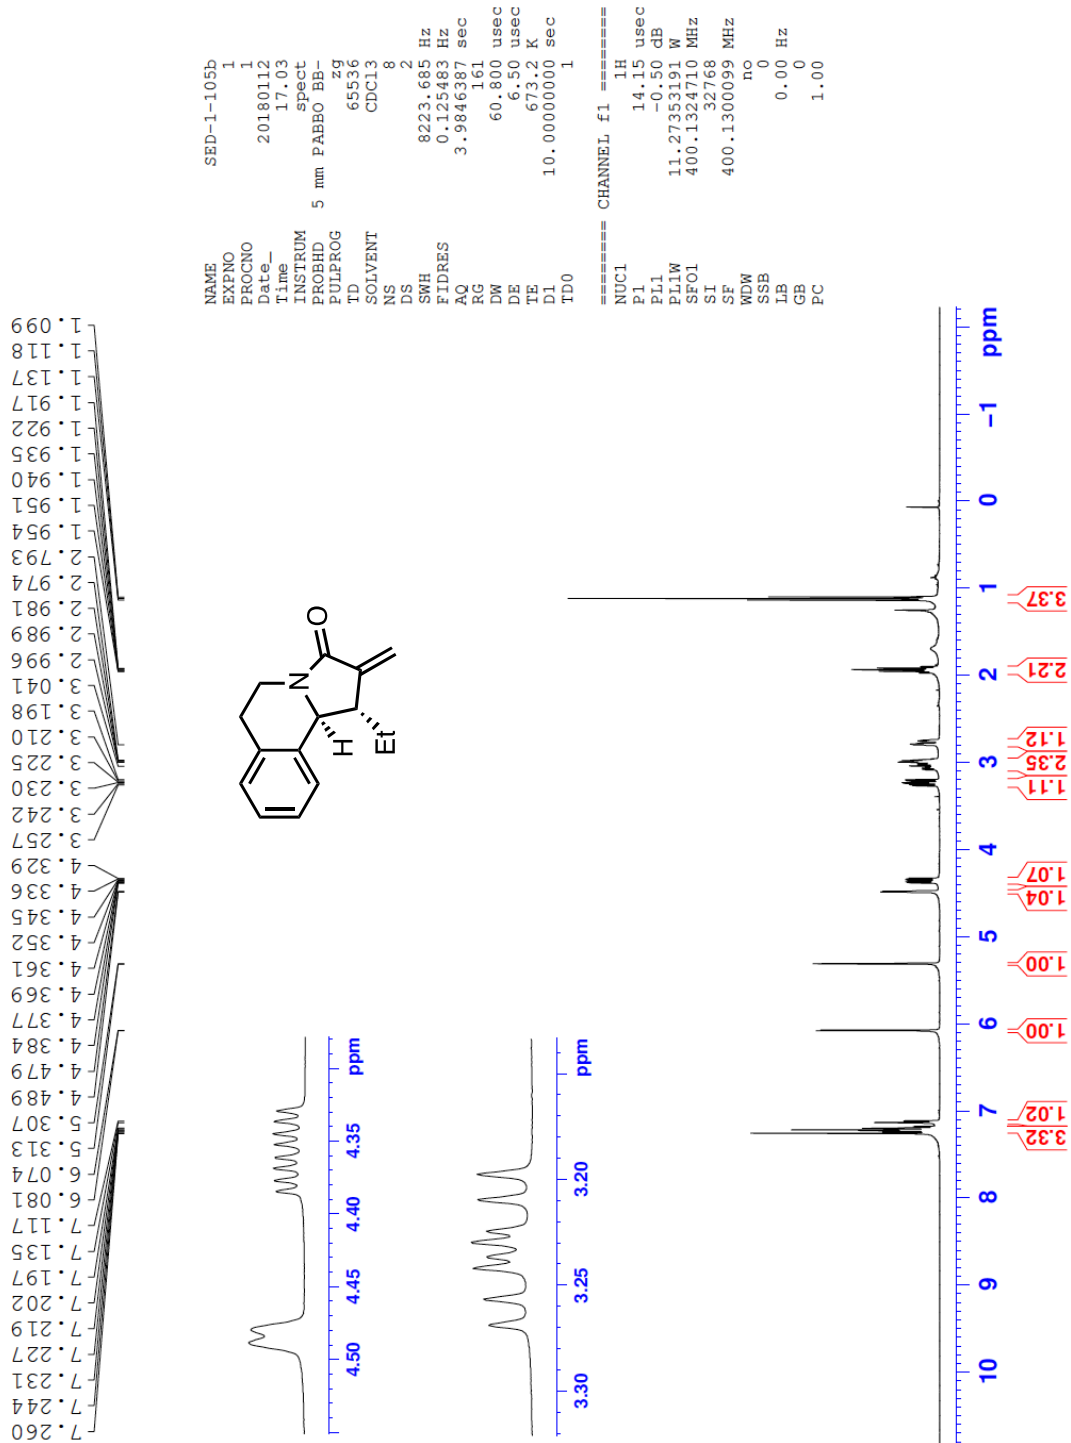 NAME SED-1-105b
EXPNO 1
PROCNO 1
Date_ 20180112
Time 17.03
INSTRUM spect
PROBHD 5 mm PABBO BB-
PULPROG zg
TD 65536
SOLVENT CDCl3
NS 8
DS 2
SWH 8223.685 Hz
FIDRES 0.125483 Hz
AQ 3.9846387 sec
RG 161
DW 60.800 usec
DE 6.50 usec
TE 673.2 K
D1 10.00000000 sec
TD0 1
======== CHANNEL f1 ========
NUC1 1H
P1 14.15 usec
PL1 -0.50 dB
PL1W 11.27353191 W
SFO1 400.1324710 MHz
SI 32768
SF 400.1300099 MHz
WDW no
SSB 0
LB 0.00 Hz
GB 0
PC 1.00
7.260
7.244
7.231
7.227
7.219
7.202
7.197
7.135
7.117
6.081
6.074
5.313
5.307
4.489
4.479
4.384
4.377
4.369
4.361
4.352
4.345
4.336
4.329
3.257
3.242
3.230
3.225
3.210
3.198
3.041
2.996
2.989
2.981
2.974
2.793
1.954
1.951
1.940
1.935
1.922
1.917
1.137
1.118
1.099
O
N
H
Et
4.50 4.45 4.40 4.35 ppm
3.30 3.25 3.20 ppm
10 9 8 7 6 5 4 3 2 1 0 -1 ppm
3.32
1.02
1.00
1.00
1.04
1.07
1.11
2.35
1.12
2.21
3.37